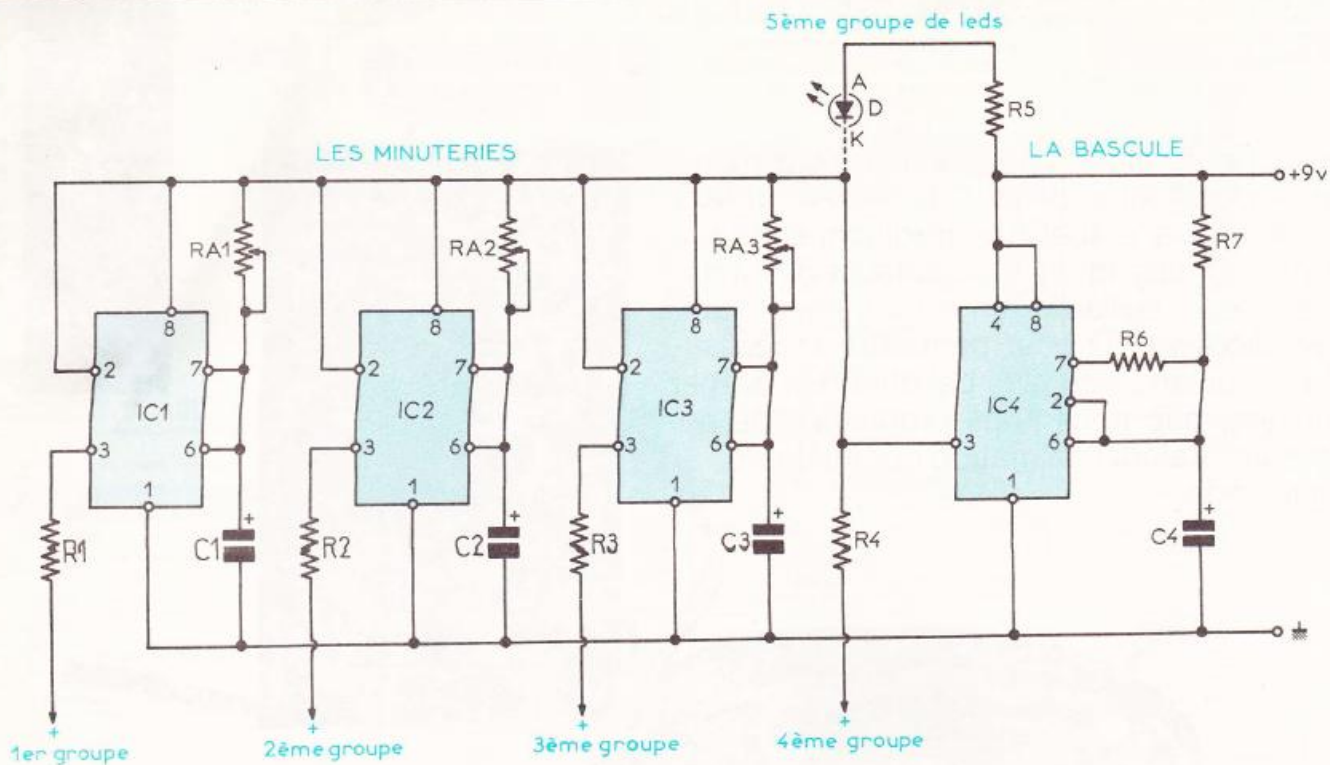 5ème groupe de leds
A
D
K
R5
LES MINUTERIES
LA BASCULE
+9v
RA1
RA2
RA3
R7
8
8
8
4 8
2
7
2
7
2
7
7
R6
IC1
IC2
IC3
IC4
2
3
6
3
6
3
6
3
6
1
1
1
1
R1
C1
+
R2
C2
+
R3
C3
+
R4
C4
+
+
1er groupe
+
2ème groupe
+
3ème groupe
+
4ème groupe